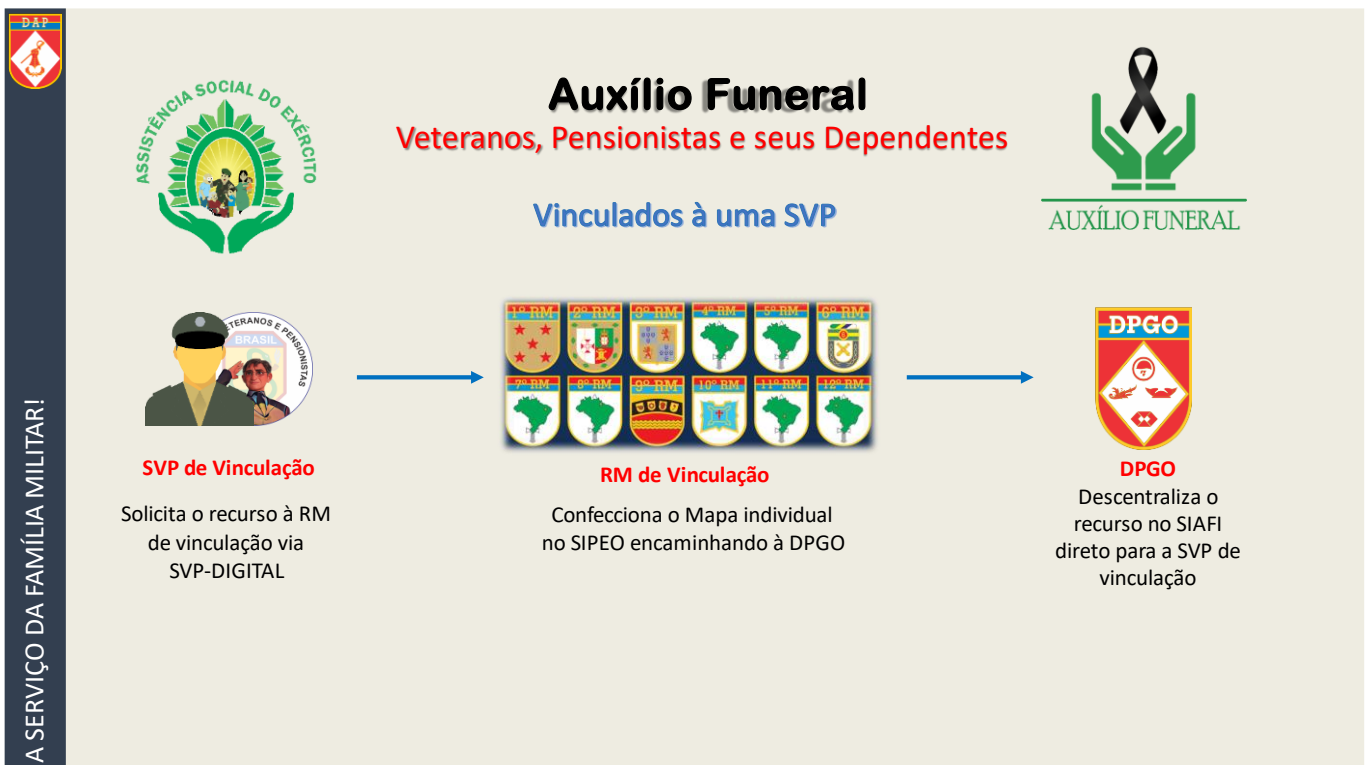 DAP
ASSISTÊNCIA SOCIAL DO EXÉRCITO
Auxílio Funeral
Veteranos, Pensionistas e seus Dependentes
Vinculados à uma SVP
AUXÍLIO FUNERAL
VETERANOS E PENSIONISTAS
BRASIL
1ª RM 2ª RM 3ª RM 4ª RM 5ª RM 6ª RM
7ª RM 8ª RM 9ª RM 10ª RM 11ª RM 12ª RM
DPGO
SVP de Vinculação
Solicita o recurso à RM
de vinculação via
SVP-DIGITAL
RM de Vinculação
Confecciona o Mapa individual
no SIPEO encaminhando à DPGO
DPGO
Descentraliza o
recurso no SIAFI
direto para a SVP de
vinculação
A SERVIÇO DA FAMÍLIA MILITAR!